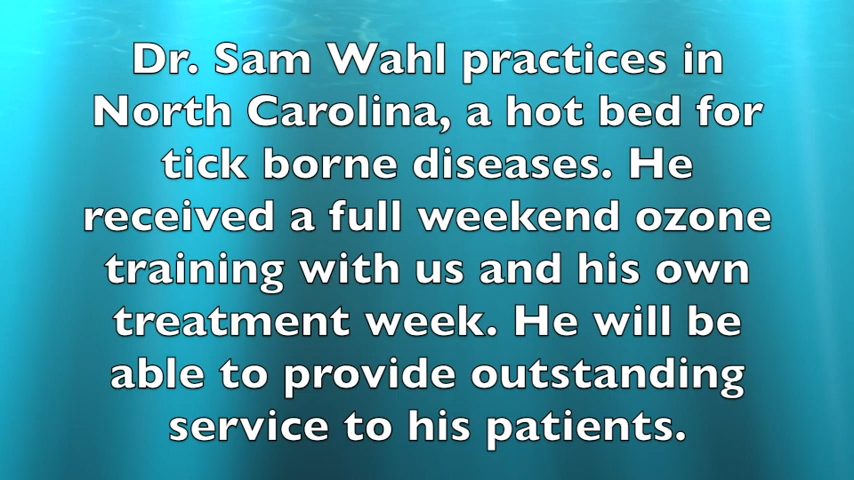 Dr. Sam Wahl practices in
North Carolina, a hot bed for
tick borne diseases. He
received a full weekend ozone
training with us and his own
treatment week. He will be
able to provide outstanding
service to his patients.